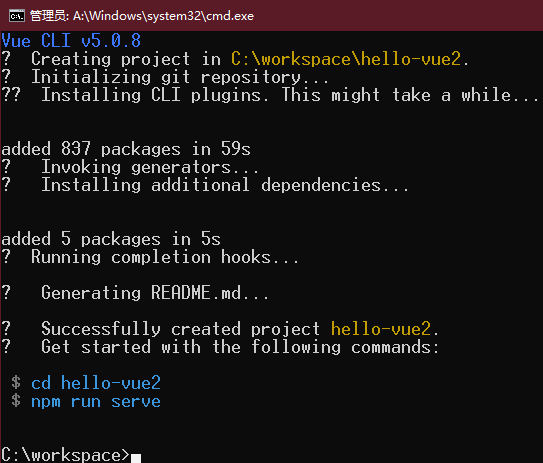 管理员: A:\Windows\system32\cmd.exe
Vue CLI v5.0.8
?  Creating project in C:\workspace\hello-vue2.
?  Initializing git repository...
??  Installing CLI plugins. This might take a while...
added 837 packages in 59s
?   Invoking generators...
?   Installing additional dependencies...
added 5 packages in 5s
?  Running completion hooks...
?   Generating README.md...
?   Successfully created project hello-vue2.
?   Get started with the following commands:
$ cd hello-vue2
$ npm run serve
C:\workspace>